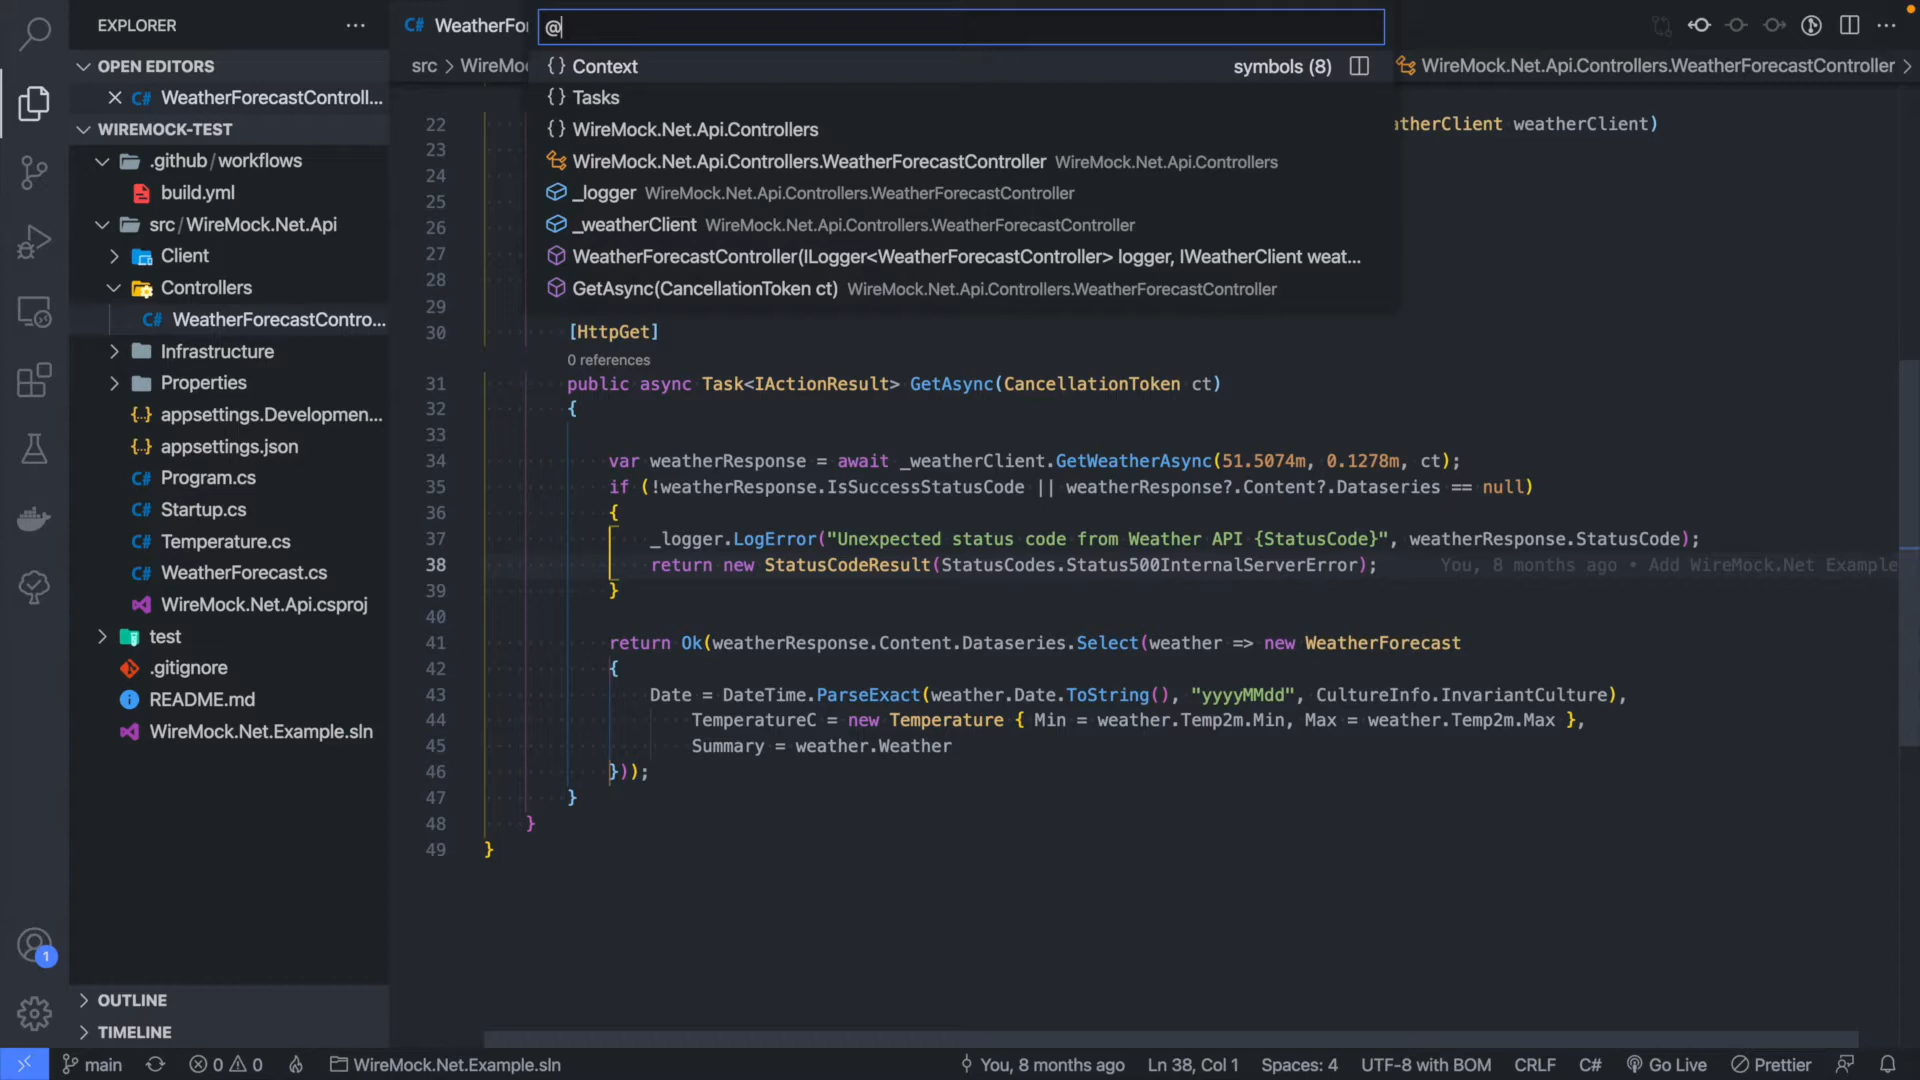 EXPLORER
OPEN EDITORS
C# WeatherForecastControll...
WIREMOCK-TEST
.github/workflows
build.yml
src/WireMock.Net.Api
Client
Controllers
C# WeatherForecastContro...
Infrastructure
Properties
{..} appsettings.Developmen...
{..} appsettings.json
C# Program.cs
C# Startup.cs
C# Temperature.cs
C# WeatherForecast.cs
WireMock.Net.Api.csproj
test
.gitignore
README.md
WireMock.Net.Example.sln
OUTLINE
TIMELINE
1
C# WeatherFo
@
src > WireMo
{} Context symbols (8)
WireMock.Net.Api.Controllers.WeatherForecastController >
{} Tasks
{} WireMock.Net.Api.Controllers
WireMock.Net.Api.Controllers.WeatherForecastController WireMock.Net.Api.Controllers
_logger WireMock.Net.Api.Controllers.WeatherForecastController
_weatherClient WireMock.Net.Api.Controllers.WeatherForecastController
WeatherForecastController(ILogger<WeatherForecastController> logger, IWeatherClient weat...
GetAsync(CancellationToken ct) WireMock.Net.Api.Controllers.WeatherForecastController
22 therClient weatherClient)
23
24
25
26
27
28
29
30 [HttpGet]
0 references
31 public async Task<IActionResult> GetAsync(CancellationToken ct)
32 {
33
34 var weatherResponse = await _weatherClient.GetWeatherAsync(51.5074m, 0.1278m, ct);
35 if (!weatherResponse.IsSuccessStatusCode || weatherResponse?.Content?.Dataseries == null)
36 {
37 _logger.LogError("Unexpected status code from Weather API {StatusCode}", weatherResponse.StatusCode);
38 return new StatusCodeResult(StatusCodes.Status500InternalServerError); You, 8 months ago • Add WireMock.Net Example
39 }
40
41 return Ok(weatherResponse.Content.Dataseries.Select(weather => new WeatherForecast
42 {
43 Date = DateTime.ParseExact(weather.Date.ToString(), "yyyyMMdd", CultureInfo.InvariantCulture),
44 TemperatureC = new Temperature { Min = weather.Temp2m.Min, Max = weather.Temp2m.Max },
45 Summary = weather.Weather
46 }));
47 }
48 }
49 }
main 0 0 WireMock.Net.Example.sln You, 8 months ago Ln 38, Col 1 Spaces: 4 UTF-8 with BOM CRLF C# Go Live Prettier